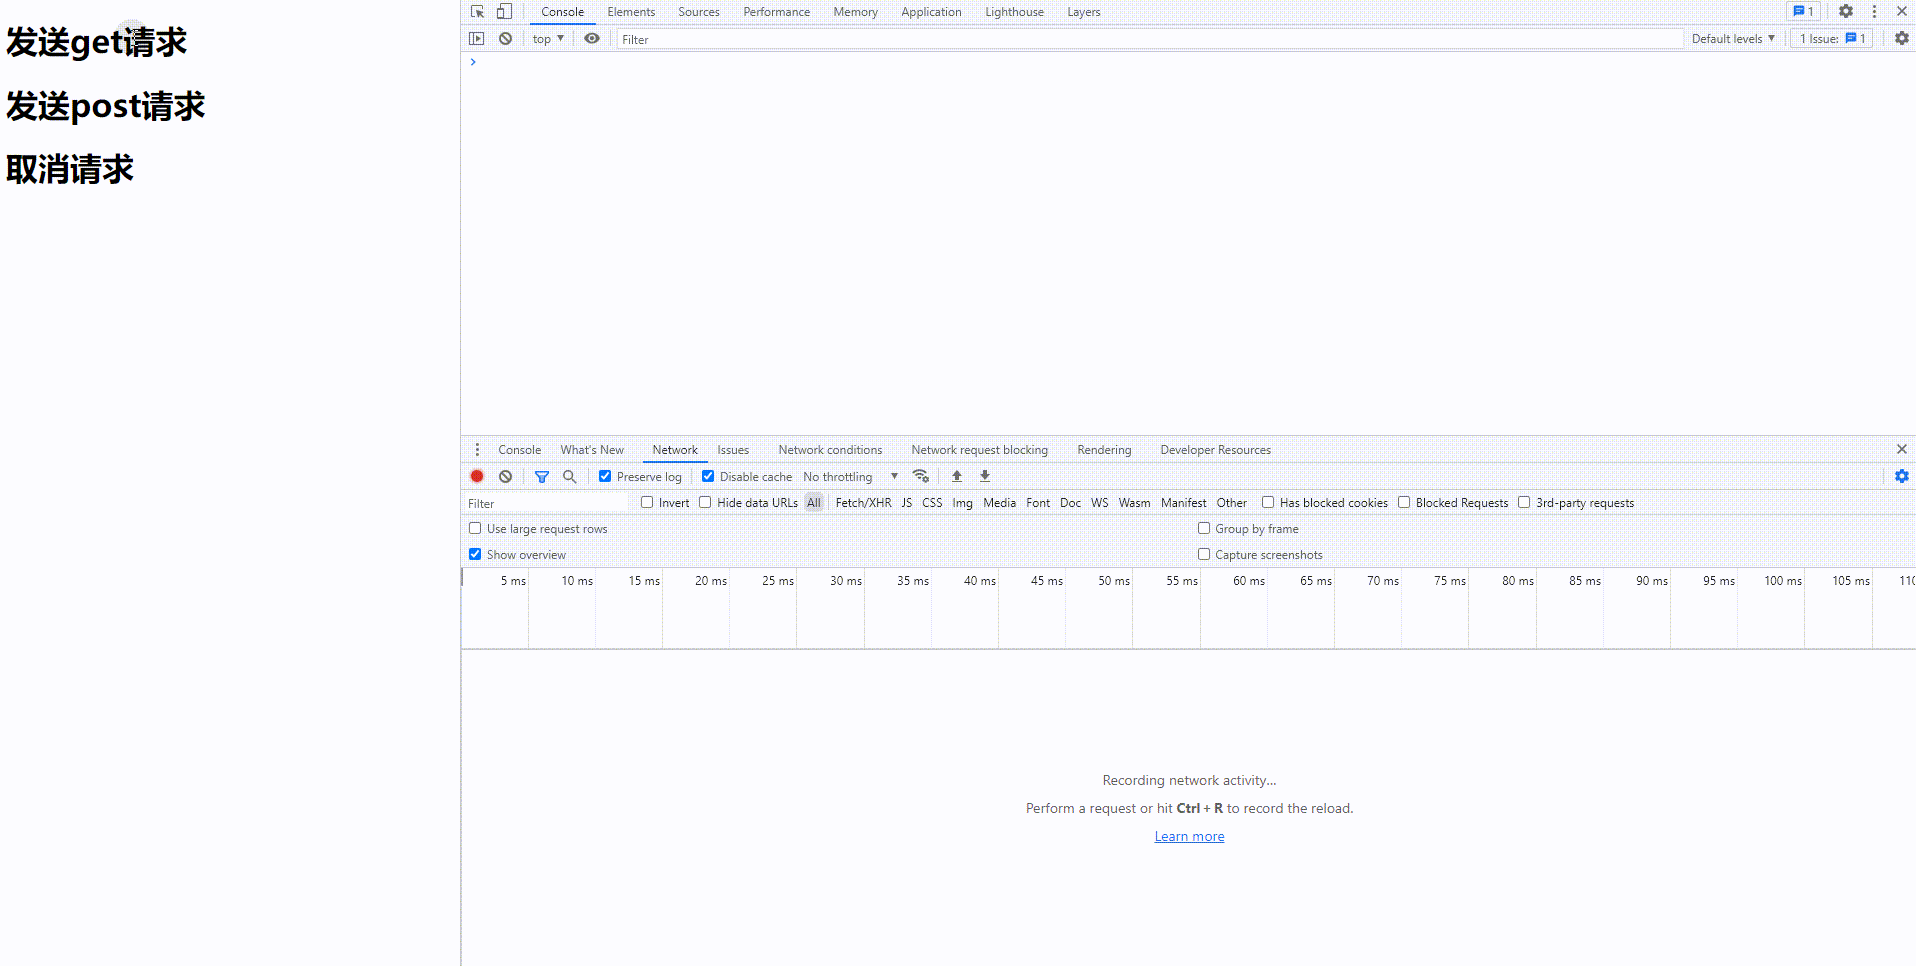 发送get请求
发送post请求
取消请求
Console Elements Sources Performance Memory Application Lighthouse Layers 1
top Filter Default levels 1 Issue: 1
Console What's New Network Issues Network conditions Network request blocking Rendering Developer Resources
Preserve log Disable cache No throttling
Filter Invert Hide data URLs All Fetch/XHR JS CSS Img Media Font Doc WS Wasm Manifest Other Has blocked cookies Blocked Requests 3rd-party requests
Use large request rows Group by frame
Show overview Capture screenshots
5 ms 10 ms 15 ms 20 ms 25 ms 30 ms 35 ms 40 ms 45 ms 50 ms 55 ms 60 ms 65 ms 70 ms 75 ms 80 ms 85 ms 90 ms 95 ms 100 ms 105 ms 110
Recording network activity...
Perform a request or hit Ctrl + R to record the reload.
Learn more